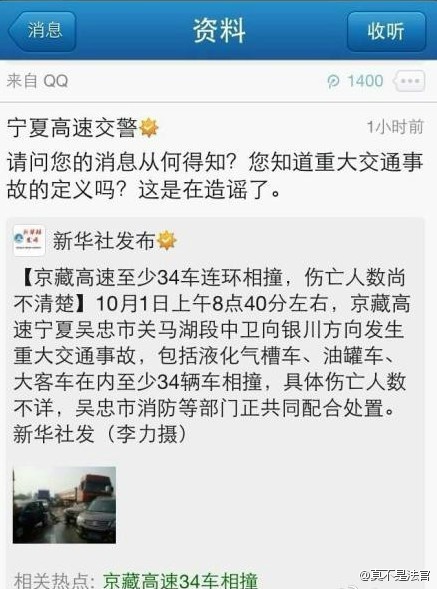 消息
资料
收听
来自 QQ
1400
宁夏高速交警
1小时前
请问您的消息从何得知？您知道重大交通事
故的定义吗？这是在造谣了。
新华社发布
【京藏高速至少34车连环相撞，伤亡人数尚
不清楚】10月1日上午8点40分左右，京藏高
速宁夏吴忠市关马湖段中卫向银川方向发生
重大交通事故，包括液化气槽车、油罐车、
大客车在内至少34辆车相撞，具体伤亡人数
不详，吴忠市消防等部门正共同配合处置。
新华社发（李力摄）
相关热点：京藏高速34车相撞
@真不是法官